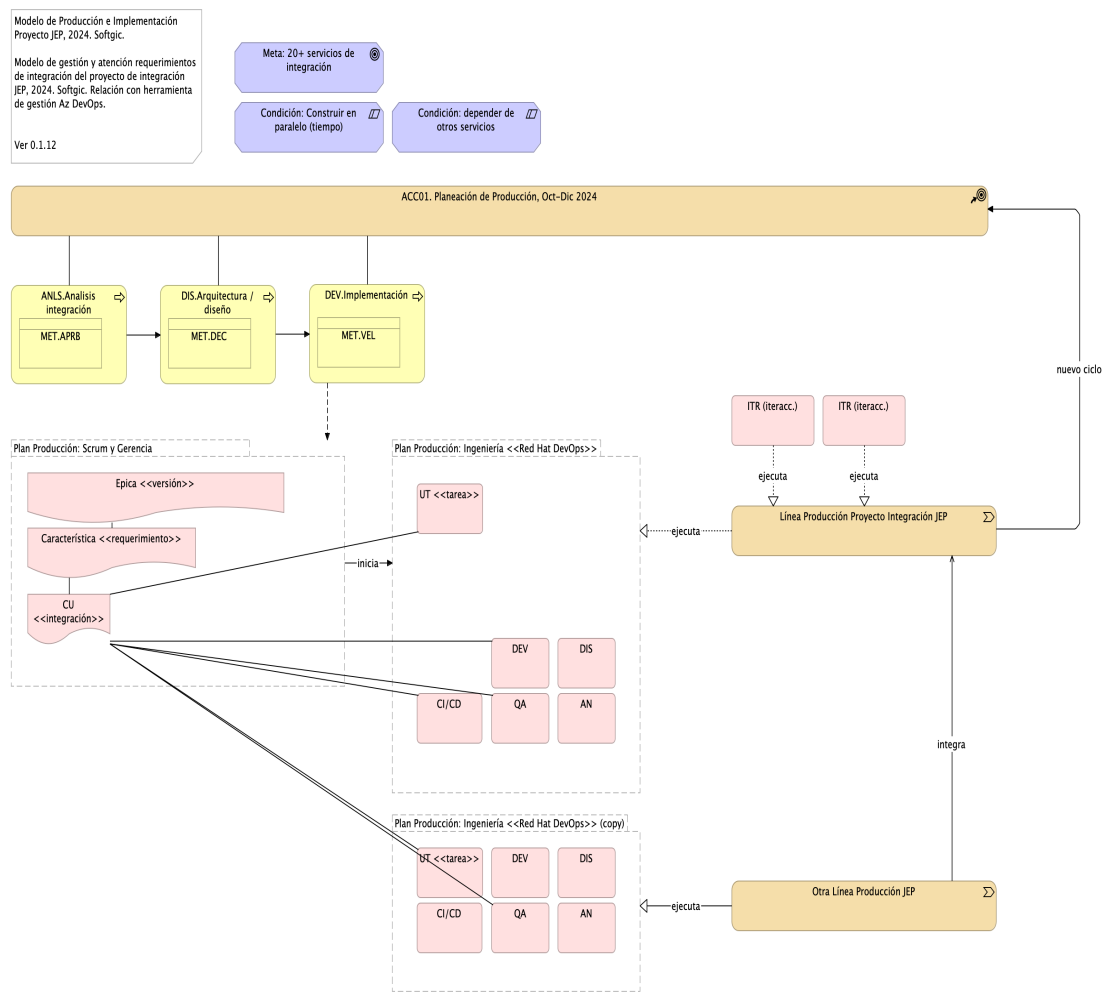 Modelo de Producción e Implementación
Proyecto JEP, 2024. Softgic.
Modelo de gestión y atención requerimientos
de integración del proyecto de integración
JEP, 2024. Softgic. Relación con herramienta
de gestión Az DevOps.
Ver 0.1.12
Meta: 20+ servicios de
integración
Condición: Construir en
paralelo (tiempo)
Condición: depender de
otros servicios
ACC01. Planeación de Producción, Oct-Dic 2024
ANLS.Analisis
integración
MET.APRB
DIS.Arquitectura /
diseño
MET.DEC
DEV.Implementación
MET.VEL
nuevo ciclo
ITR (iteracc.)
ITR (iteracc.)
ejecuta
ejecuta
Línea Producción Proyecto Integración JEP
Plan Producción: Scrum y Gerencia
Epica <<versión>>
Característica <<requerimiento>>
CU
<<integración>>
inicia
Plan Producción: Ingeniería <<Red Hat DevOps>>
UT <<tarea>>
ejecuta
DEV
DIS
CI/CD
QA
AN
integra
Plan Producción: Ingeniería <<Red Hat DevOps>> (copy)
UT <<tarea>>
DEV
DIS
CI/CD
QA
AN
ejecuta
Otra Línea Producción JEP